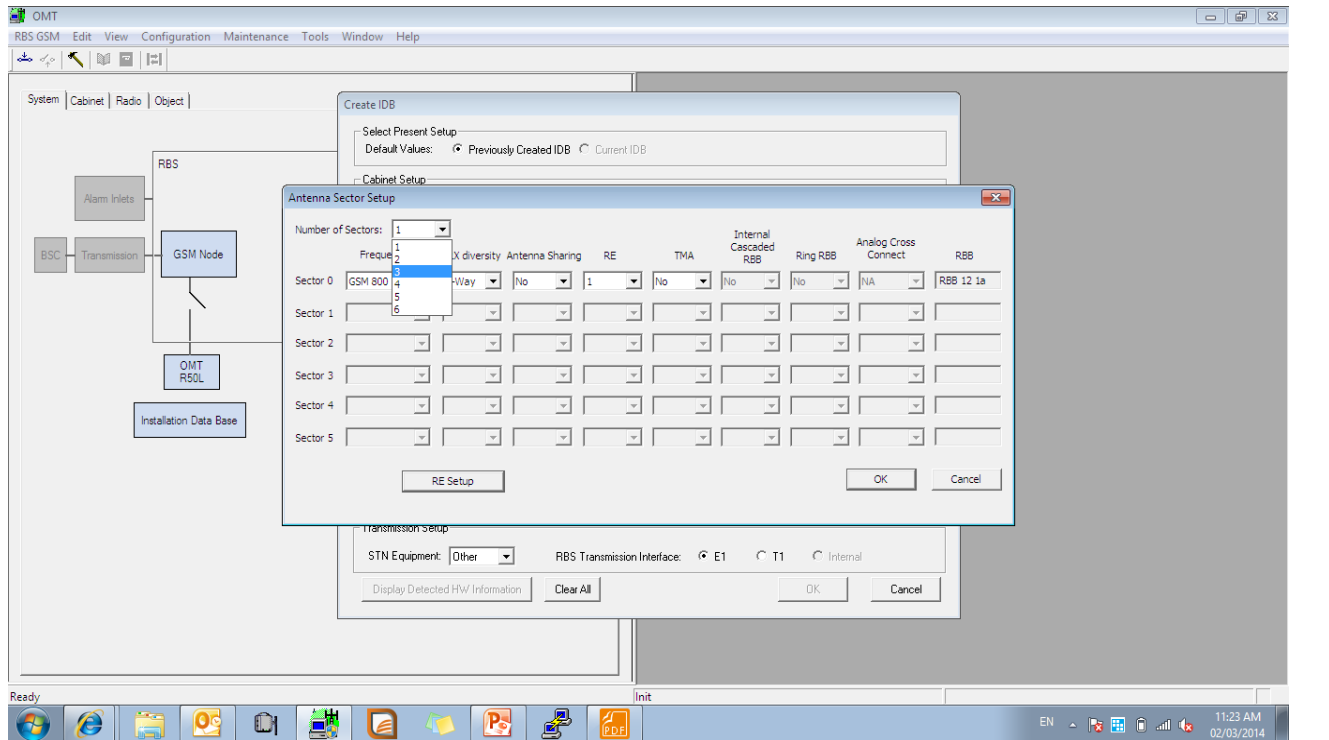 OMT
RBS GSM Edit View Configuration Maintenance Tools Window Help
System Cabinet Radio Object
RBS
Alarm Inlets
BSC
Transmission
GSM Node
OMT
R50L
Installation Data Base
Create IDB
Select Present Setup
Default Values: Previously Created IDB Current IDB
Cabinet Setup
Antenna Sector Setup
Number of Sectors: 1
1
2
3
4
5
6
Freque X diversity Antenna Sharing RE TMA Internal Cascaded RBB Ring RBB Analog Cross Connect RBB
Sector 0 GSM 800 -Way No 1 No No No NA RBB 12 1a
Sector 1
Sector 2
Sector 3
Sector 4
Sector 5
RE Setup OK Cancel
Transmission Setup
STN Equipment: Other RBS Transmission Interface: E1 T1 Internal
Display Detected HW Information Clear All OK Cancel
Ready Init
EN 11:23 AM
02/03/2014
PDF